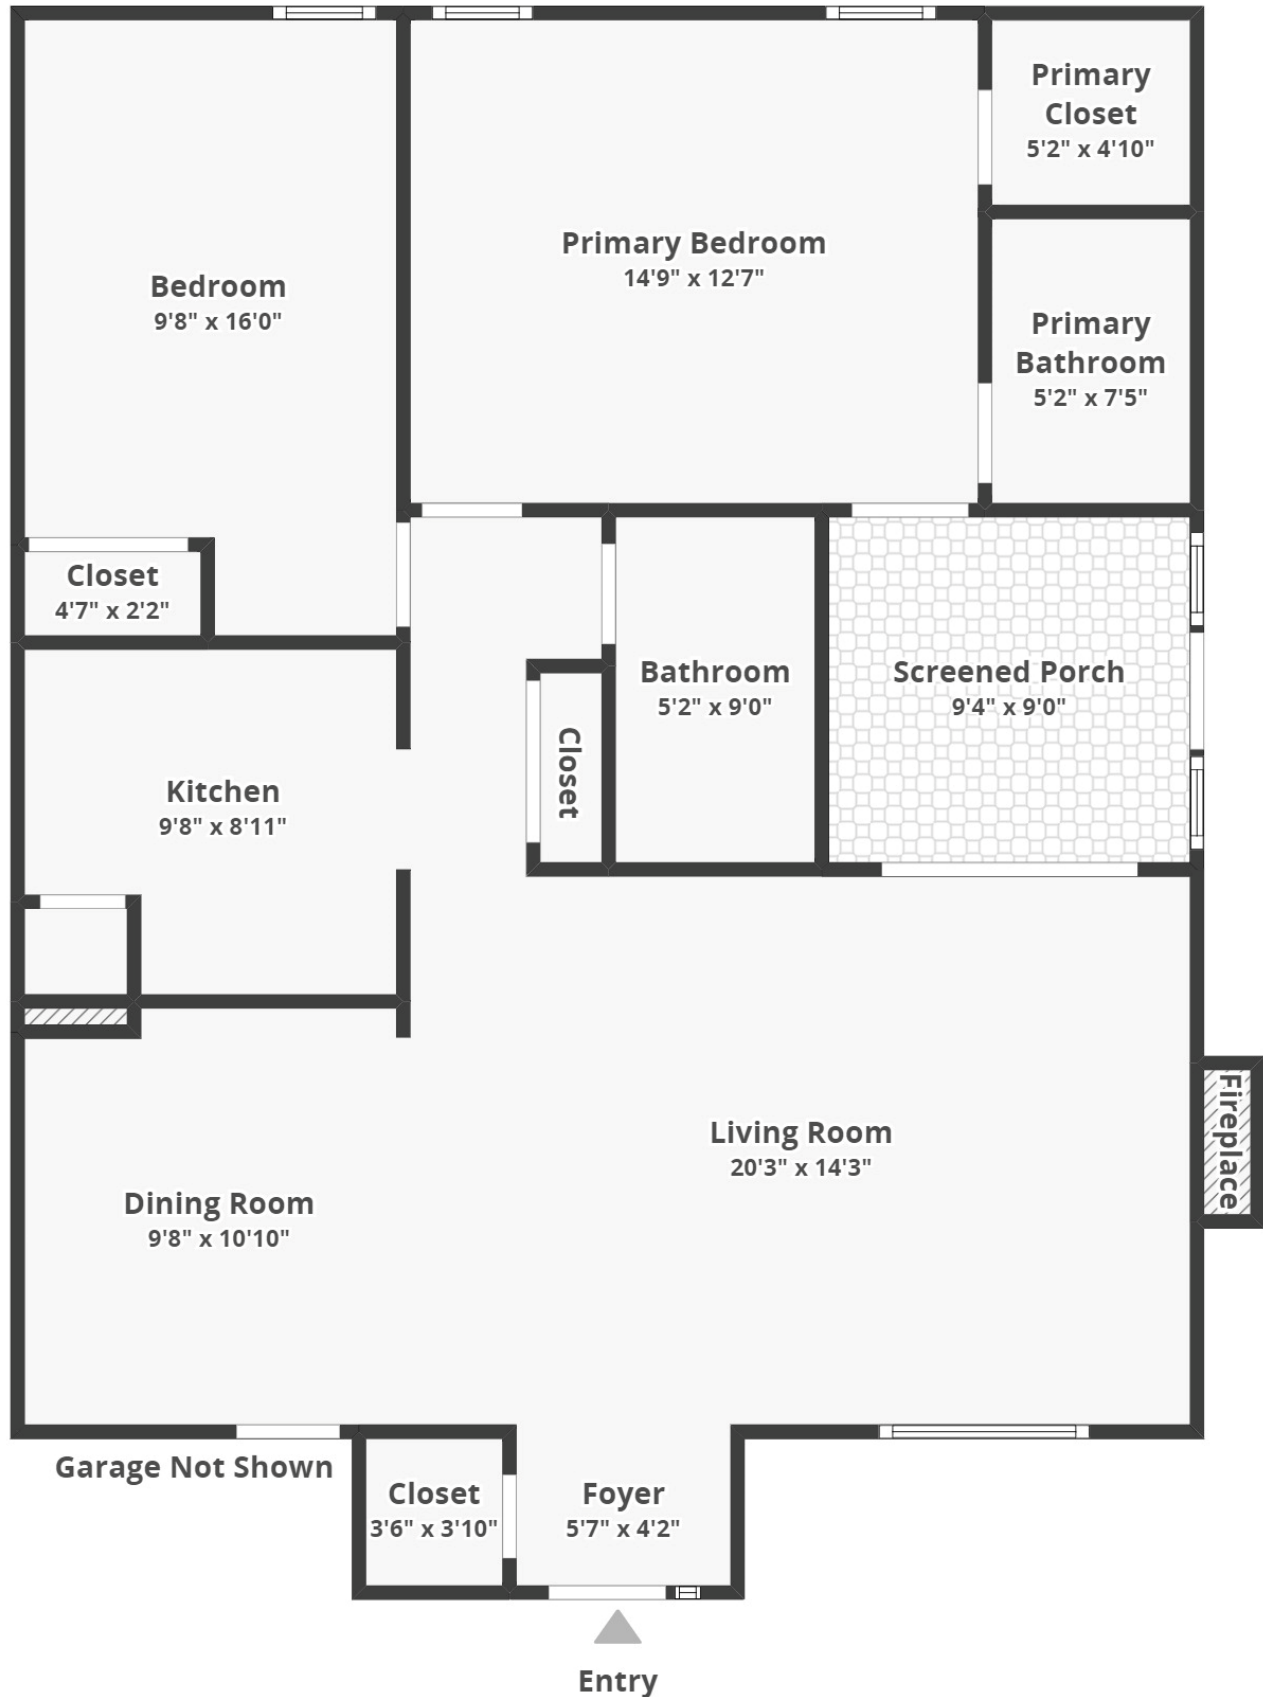 Primary
Closet
5'2" x 4'10"
Primary Bedroom
14'9" x 12'7"
Bedroom
9'8" x 16'0"
Primary
Bathroom
5'2" x 7'5"
Closet
4'7" x 2'2"
Bathroom
5'2" x 9'0"
Screened Porch
9'4" x 9'0"
Closet
Kitchen
9'8" x 8'11"
Living Room
20'3" x 14'3"
Fireplace
Dining Room
9'8" x 10'10"
Garage Not Shown
Closet
3'6" x 3'10"
Foyer
5'7" x 4'2"
Entry